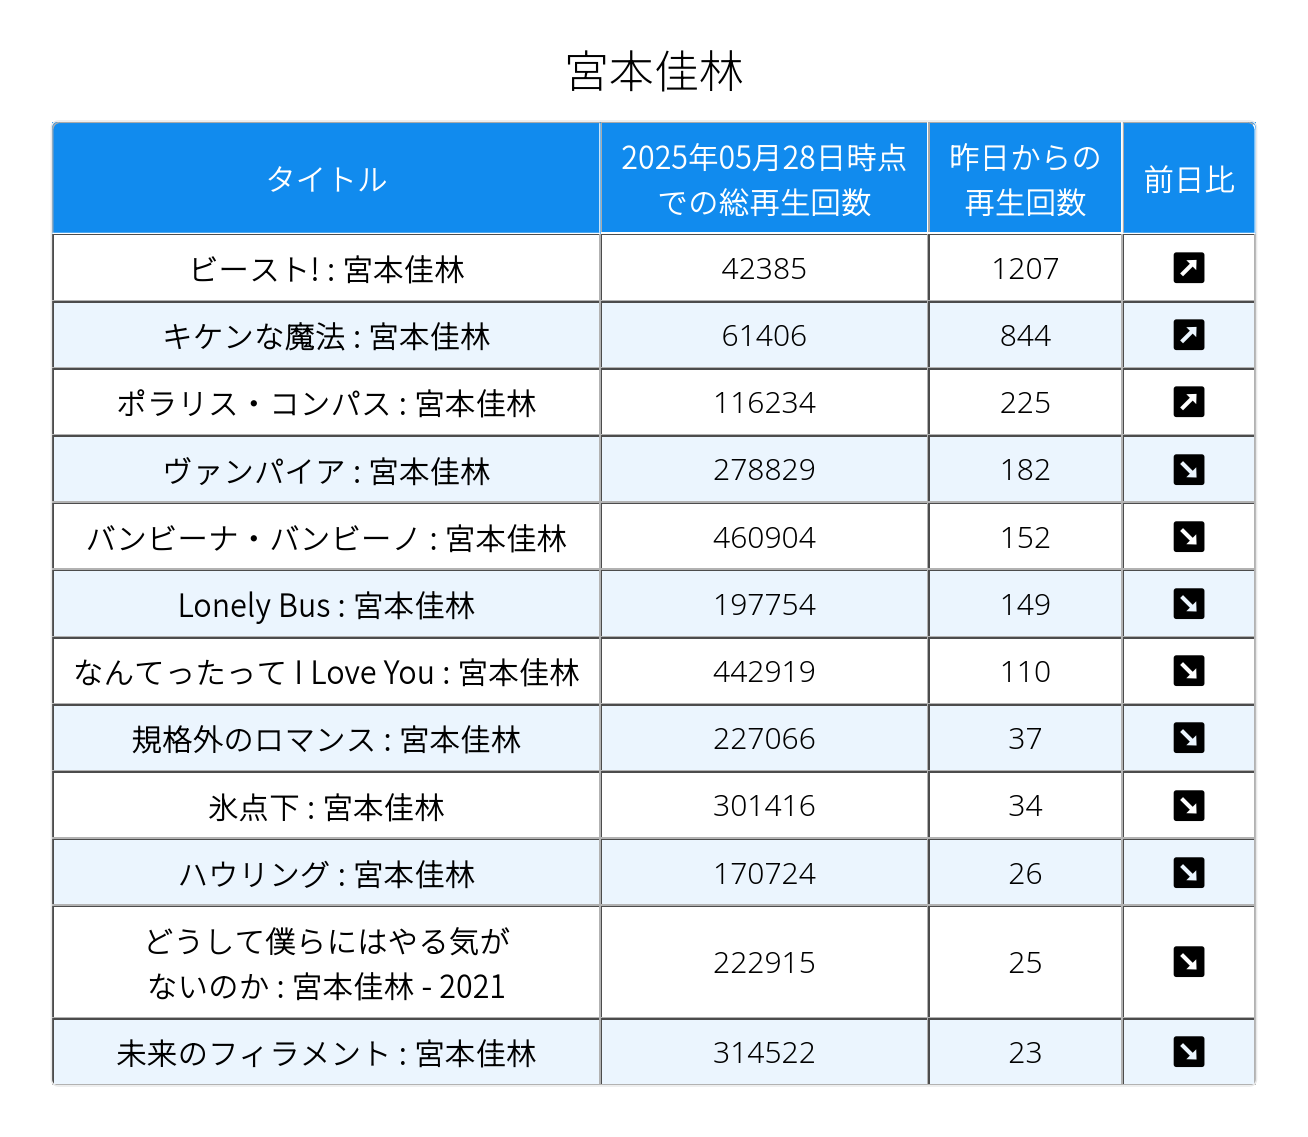 宮本佳林
タイトル
2025年05月28日時点
での総再生回数
昨日からの
再生回数
前日比
ビースト! : 宮本佳林
42385
1207
キケンな魔法 : 宮本佳林
61406
844
ポラリス・コンパス : 宮本佳林
116234
225
ヴァンパイア : 宮本佳林
278829
182
バンビーナ・バンビーノ : 宮本佳林
460904
152
Lonely Bus : 宮本佳林
197754
149
なんてったって I Love You : 宮本佳林
442919
110
規格外のロマンス : 宮本佳林
227066
37
氷点下 : 宮本佳林
301416
34
ハウリング : 宮本佳林
170724
26
どうして僕らにはやる気が
ないのか : 宮本佳林 - 2021
222915
25
未来のフィラメント : 宮本佳林
314522
23